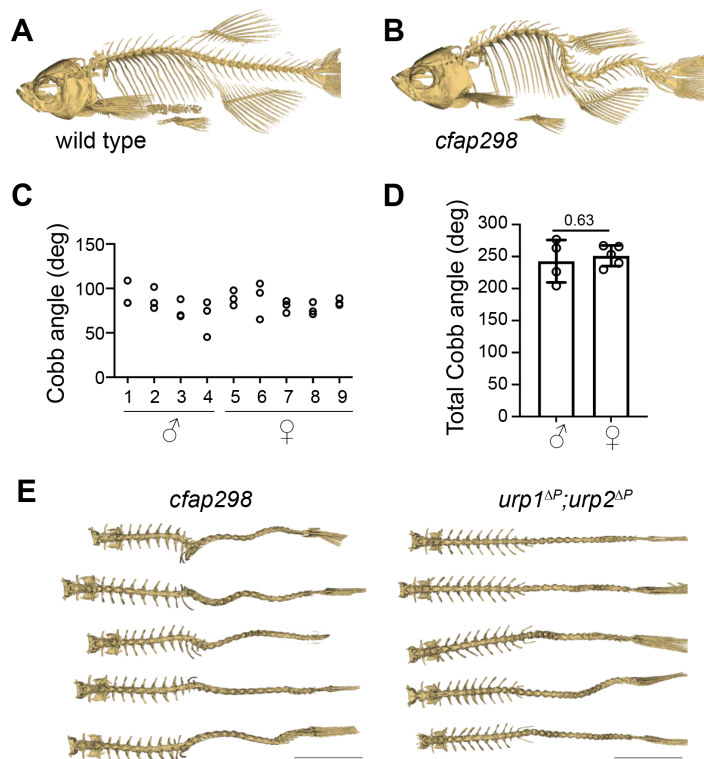 A
B
wild type
cfap298
C
D
Cobb angle (deg)
150
100
50
0
1 2 3 4 5 6 7 8 9
♂ ♀
Total Cobb angle (deg)
0.63
300
250
200
250
100
50
0
♂ ♀
E
cfap298 urp1ΔP;urp2ΔP